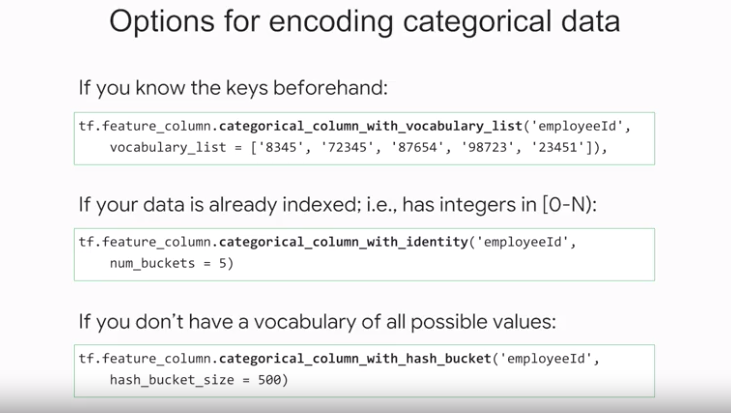 Options for encoding categorical data
If you know the keys beforehand:
tf.feature_column.categorical_column_with_vocabulary_list('employeeId',
vocabulary_list = ['8345', '72345', '87654', '98723', '23451']),
If your data is already indexed; i.e., has integers in [0-N):
tf.feature_column.categorical_column_with_identity('employeeId',
num_buckets = 5)
If you don't have a vocabulary of all possible values:
tf.feature_column.categorical_column_with_hash_bucket('employeeId',
hash_bucket_size = 500)